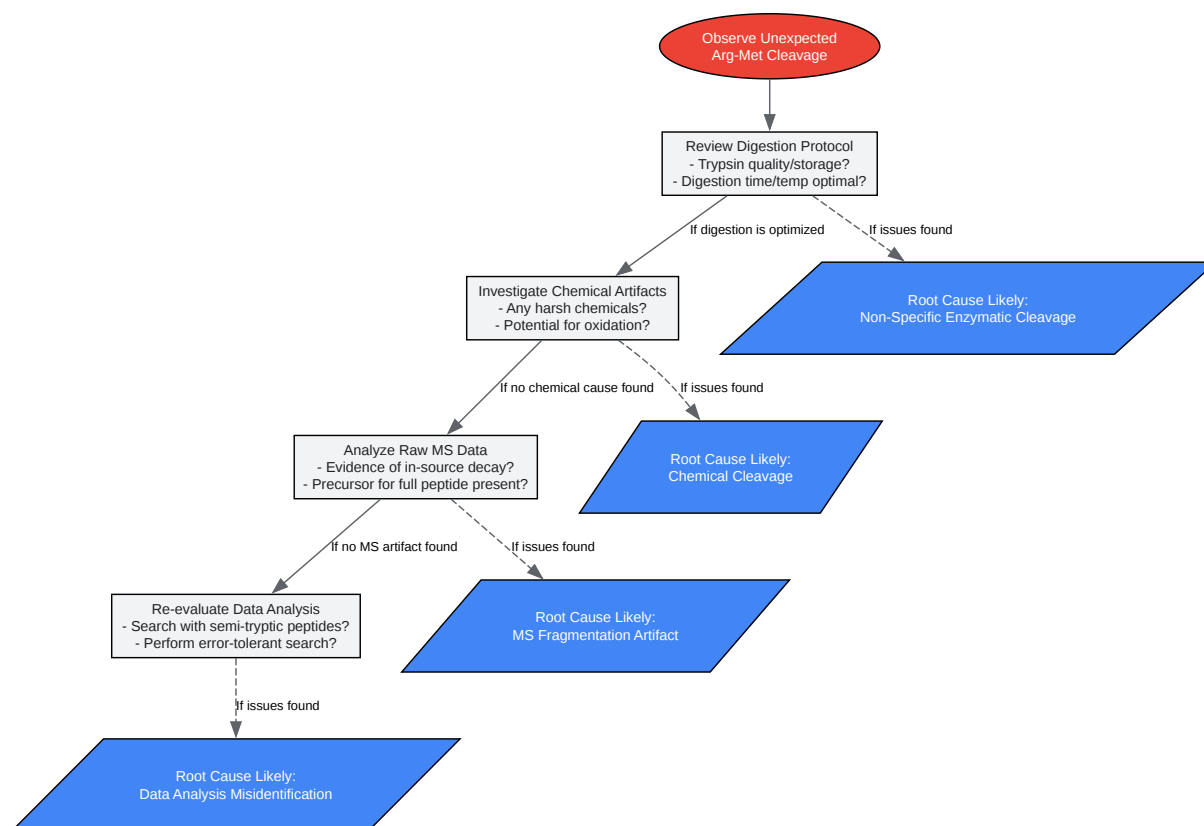 Observe Unexpected
Arg-Met Cleavage
Review Digestion Protocol
- Trypsin quality/storage?
- Digestion time/temp optimal?
If digestion is optimized
If issues found
Root Cause Likely:
Non-Specific Enzymatic Cleavage
Investigate Chemical Artifacts
- Any harsh chemicals?
- Potential for oxidation?
If no chemical cause found
If issues found
Root Cause Likely:
Chemical Cleavage
Analyze Raw MS Data
- Evidence of in-source decay?
- Precursor for full peptide present?
If no MS artifact found
If issues found
Root Cause Likely:
MS Fragmentation Artifact
Re-evaluate Data Analysis
- Search with semi-tryptic peptides?
- Perform error-tolerant search?
If issues found
Root Cause Likely:
Data Analysis Misidentification